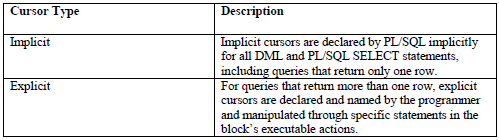 Cursor Type Description
Implicit Implicit cursors are declared by PL/SQL implicitly
for all DML and PL/SQL SELECT statements,
including queries that return only one row.
Explicit For queries that return more than one row, explicit
cursors are declared and named by the programmer
and manipulated through specific statements in the
block's executable actions.